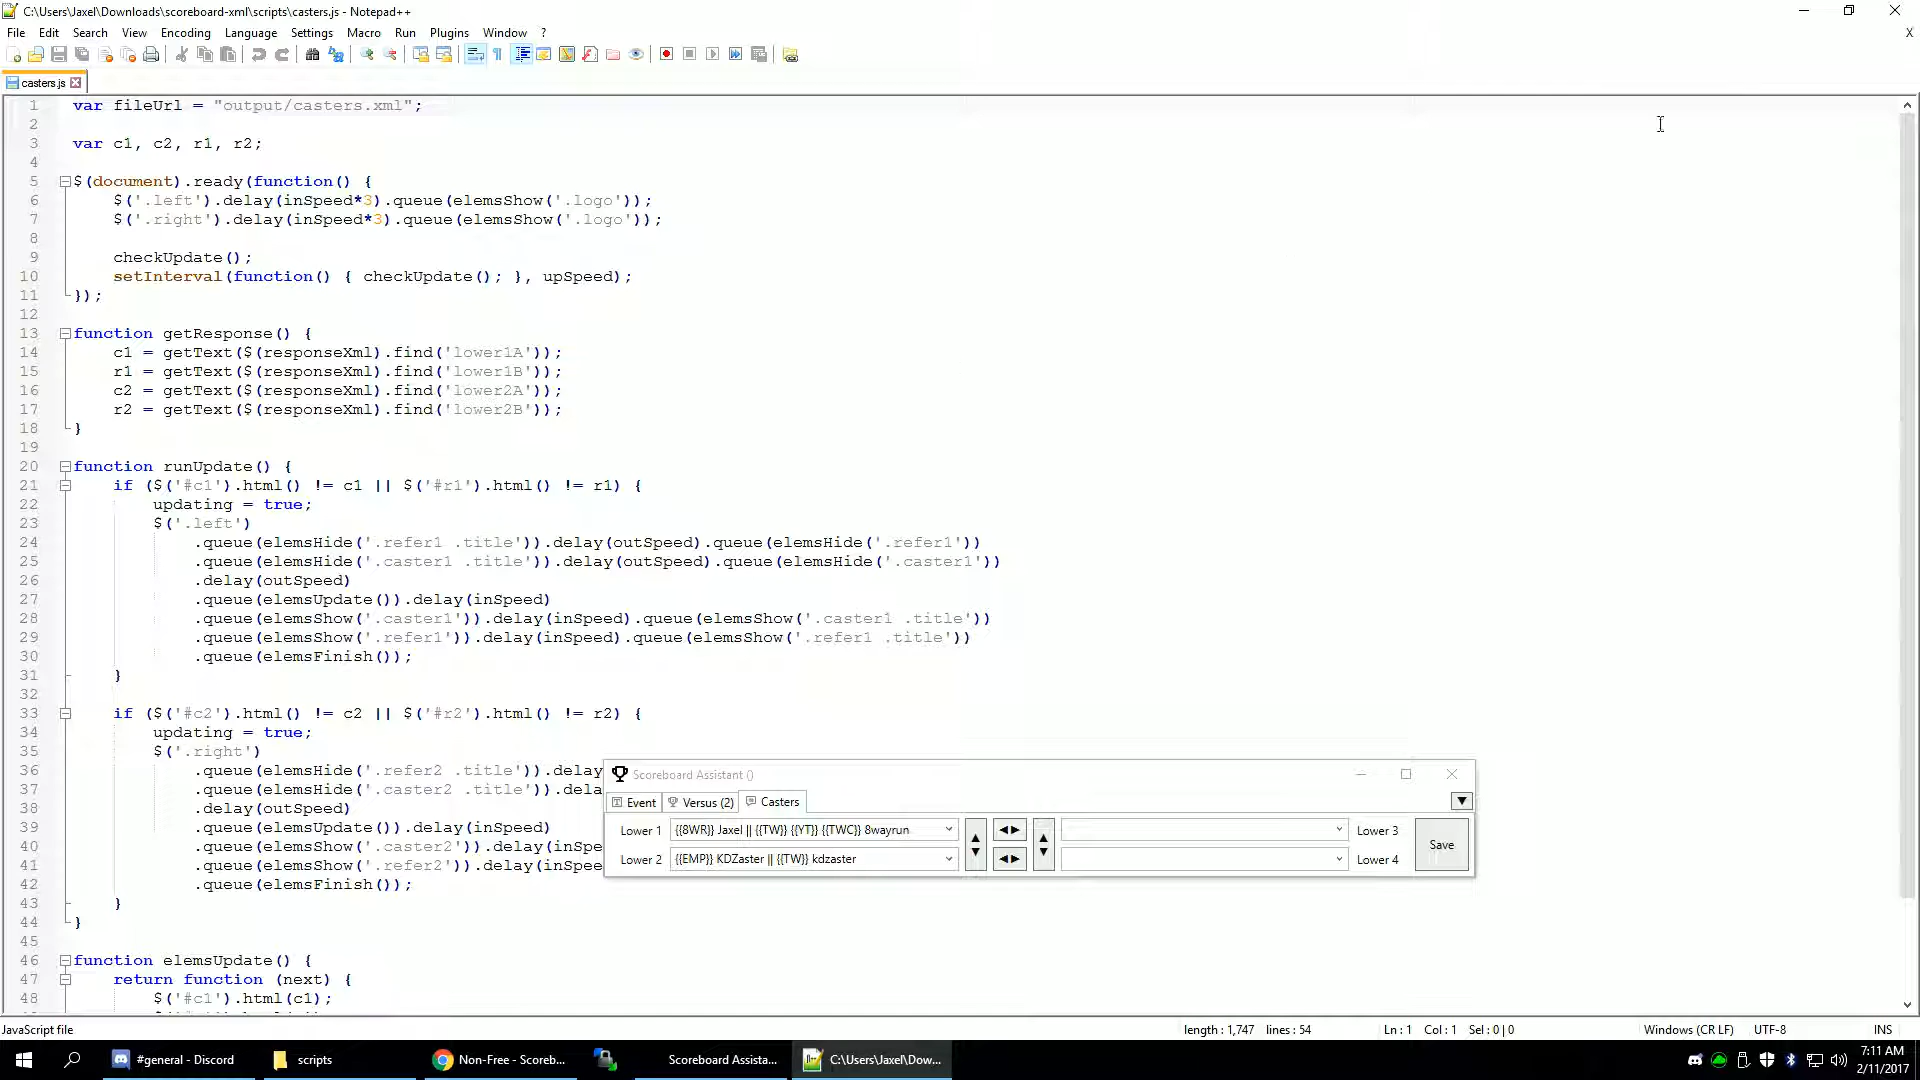 C:\Users\Jaxel\Downloads\scoreboard-xml\scripts\casters.js - Notepad++
File Edit Search View Encoding Language Settings Macro Run Plugins Window ? X
casters.js
1 var fileUrl = "output/casters.xml";
2
3 var c1, c2, r1, r2;
4
5 $(document).ready(function() {
6 $('.left').delay(inSpeed*3).queue(elemsShow('.logo'));
7 $('.right').delay(inSpeed*3).queue(elemsShow('.logo'));
8
9 checkUpdate();
10 setInterval(function() { checkUpdate(); }, upSpeed);
11 });
12
13 function getResponse() {
14 c1 = getText($(responseXml).find('lower1A'));
15 r1 = getText($(responseXml).find('lower1B'));
16 c2 = getText($(responseXml).find('lower2A'));
17 r2 = getText($(responseXml).find('lower2B'));
18 }
19
20 function runUpdate() {
21 if ($('#c1').html() != c1 || $('#r1').html() != r1) {
22 updating = true;
23 $('.left')
24 .queue(elemsHide('.refer1 .title')).delay(outSpeed).queue(elemsHide('.refer1'))
25 .queue(elemsHide('.caster1 .title')).delay(outSpeed).queue(elemsHide('.caster1'))
26 .delay(outSpeed)
27 .queue(elemsUpdate()).delay(inSpeed)
28 .queue(elemsShow('.caster1')).delay(inSpeed).queue(elemsShow('.caster1 .title'))
29 .queue(elemsShow('.refer1')).delay(inSpeed).queue(elemsShow('.refer1 .title'))
30 .queue(elemsFinish());
31 }
32
33 if ($('#c2').html() != c2 || $('#r2').html() != r2) {
34 updating = true;
35 $('.right')
36 .queue(elemsHide('.refer2 .title')).delay
37 .queue(elemsHide('.caster2 .title')).dela
38 .delay(outSpeed)
39 .queue(elemsUpdate()).delay(inSpeed)
40 .queue(elemsShow('.caster2')).delay(inSpe
41 .queue(elemsShow('.refer2')).delay(inSpee
42 .queue(elemsFinish());
43 }
44 }
45
46 function elemsUpdate() {
47 return function (next) {
48 $('#c1').html(c1);
Scoreboard Assistant ()
Event Versus (2) Casters
Lower 1 {{8WR}} Jaxel || {{TW}} {{YT}} {{TWC}} 8wayrun Lower 3
Save
Lower 2 {{EMP}} KDZaster || {{TW}} kdzaster Lower 4
JavaScript file length : 1,747 lines : 54 Ln : 1 Col : 1 Sel : 0 | 0 Windows (CR LF) UTF-8 INS
#general - Discord scripts Non-Free - Scoreb... Scoreboard Assista... C:\Users\Jaxel\Dow...
7:11 AM
2/11/2017